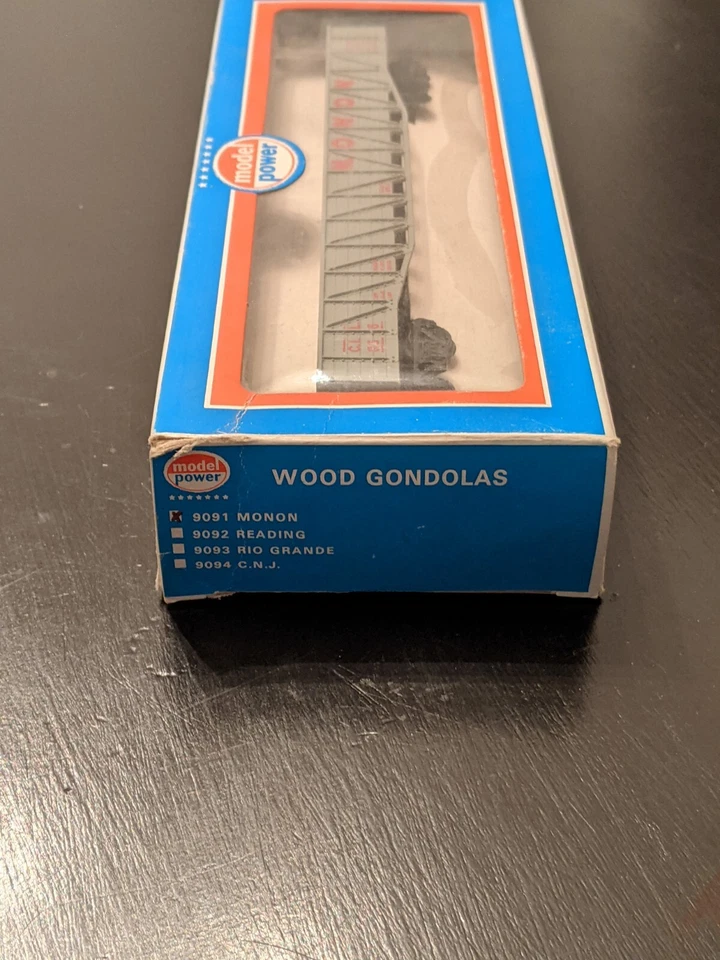 MONON
model
power
model
power
WOOD GONDOLAS
9091 MONON
9092 READING
9093 RIO GRANDE
9094 C.N.J.